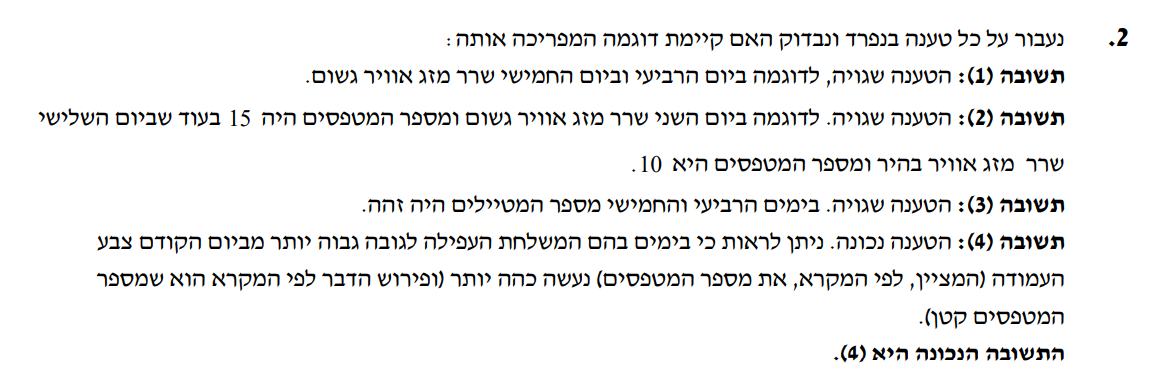 2. נעבור על כל טענה בנפרד ונבדוק האם קיימת דוגמה המפריכה אותה:
תשובה (1): הטענה שגויה, לדוגמה ביום הרביעי וביום החמישי שרר מזג אוויר גשום.
תשובה (2): הטענה שגויה. לדוגמה ביום השני שרר מזג אוויר גשום ומספר המטפסים היה 15 בעוד שביום השלישי
שרר מזג אוויר בהיר ומספר המטפסים היא 10.
תשובה (3): הטענה שגויה. בימים הרביעי והחמישי מספר המטיילים היה זהה.
תשובה (4): הטענה נכונה. ניתן לראות כי בימים בהם המשלחת העפילה לגובה גבוה יותר מביום הקודם צבע
העמודה (המציין, לפי המקרא, את מספר המטפסים) נעשה כהה יותר (ופירוש הדבר לפי המקרא הוא שמספר
המטפסים קטן).
התשובה הנכונה היא (4).